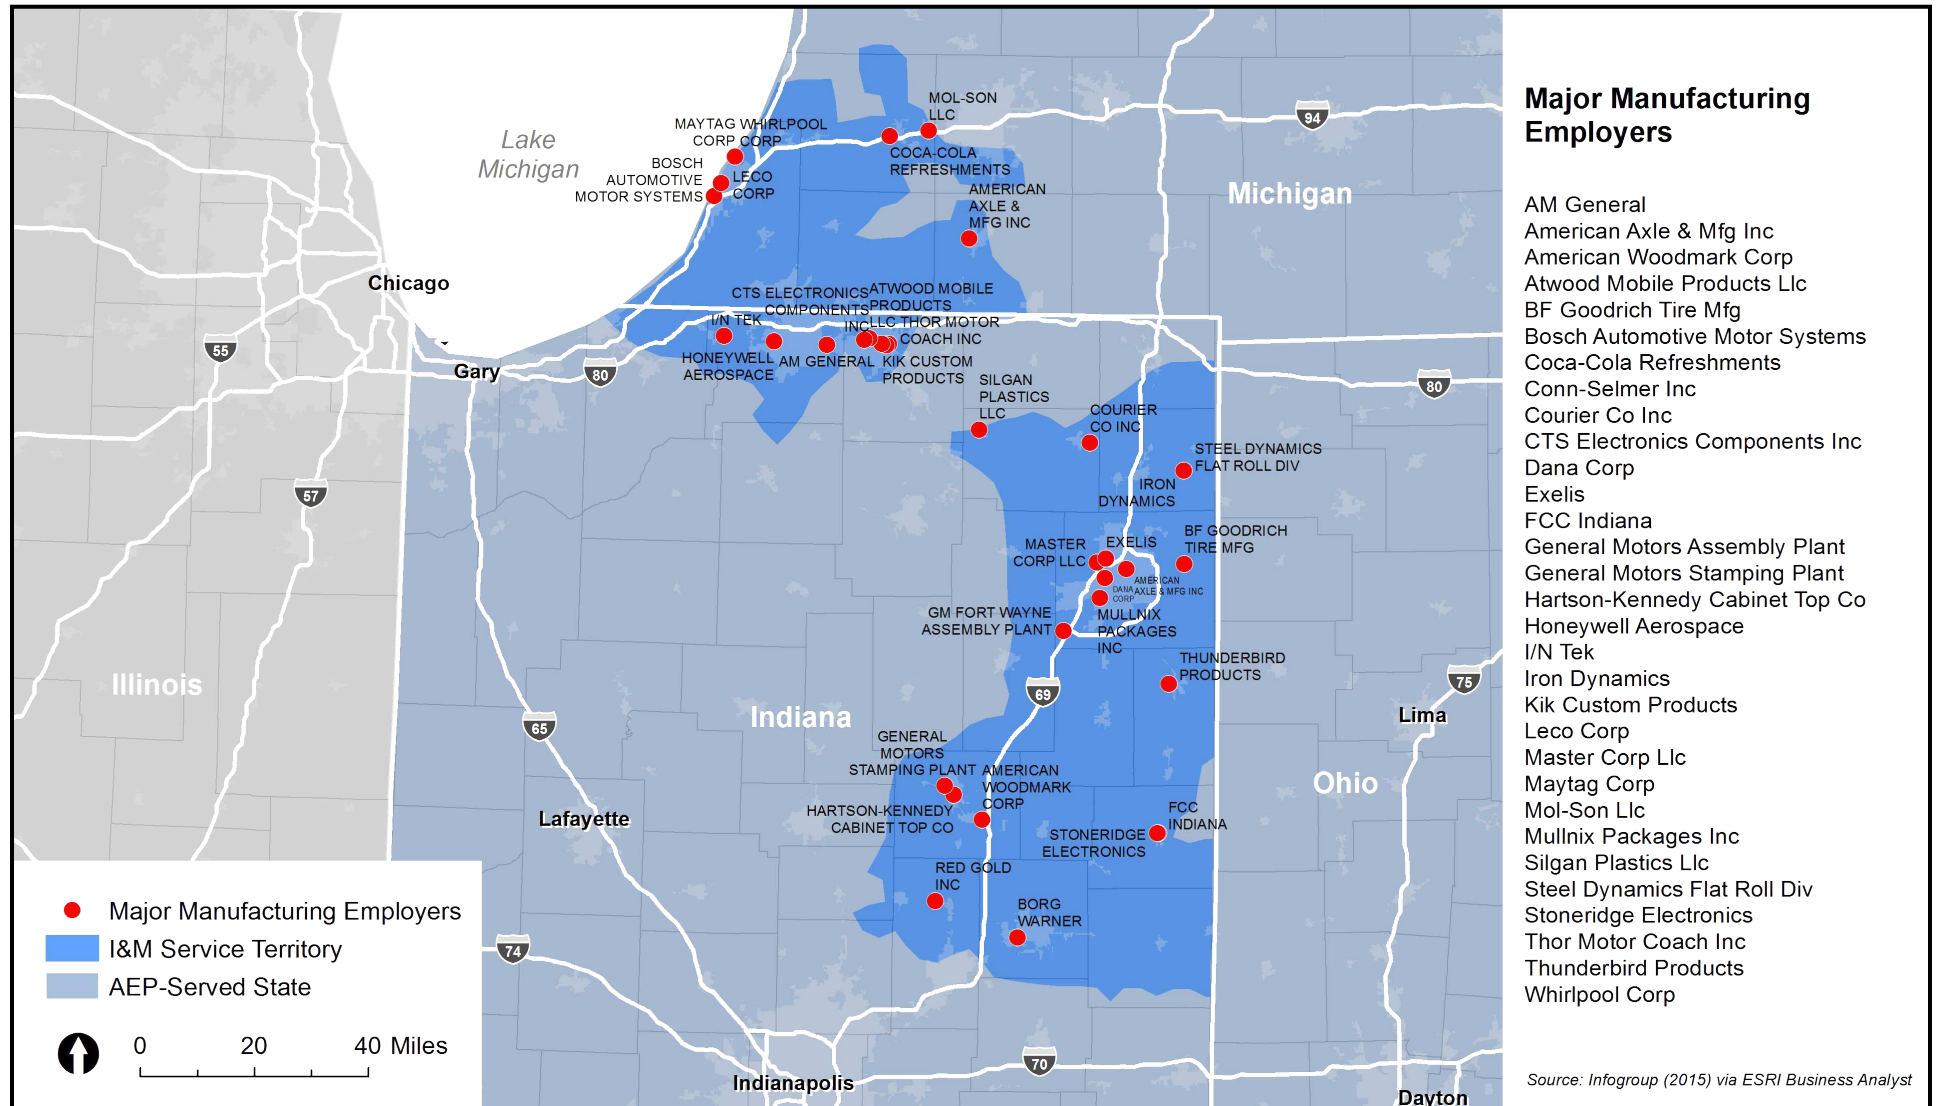 Lake
Michigan
MOL-SON
LLC
94
MAYTAG WHIRLPOOL
CORP CORP
COCA-COLA
REFRESHMENTS
BOSCH
AUTOMOTIVE
MOTOR SYSTEMS
LECO
CORP
AMERICAN
AXLE &
MFG INC
Michigan
Chicago
CTS ELECTRONICS
COMPONENTS
INC
ATWOOD MOBILE
PRODUCTS
LLC THOR MOTOR
COACH INC
I/N TEK
55
Gary
80
HONEYWELL
AEROSPACE
AM GENERAL
KIK CUSTOM
PRODUCTS
80
SILGAN
PLASTICS
LLC
COURIER
CO INC
STEEL DYNAMICS
FLAT ROLL DIV
57
IRON
DYNAMICS
BF GOODRICH
TIRE MFG
MASTER
CORP LLC
EXELIS
DANA
CORP
AMERICAN
AXLE & MFG INC
GM FORT WAYNE
ASSEMBLY PLANT
MULLNIX
PACKAGES
INC
THUNDERBIRD
PRODUCTS
Illinois
69
75
65
Indiana
Lima
GENERAL
MOTORS
STAMPING PLANT
AMERICAN
WOODMARK
CORP
Ohio
Lafayette
HARTSON-KENNEDY
CABINET TOP CO
FCC
INDIANA
STONERIDGE
ELECTRONICS
RED GOLD
INC
BORG
WARNER
74
70
Indianapolis
Dayton
Major Manufacturing Employers
I&M Service Territory
AEP-Served State
0 20 40 Miles
Major Manufacturing
Employers
AM General
American Axle & Mfg Inc
American Woodmark Corp
Atwood Mobile Products Llc
BF Goodrich Tire Mfg
Bosch Automotive Motor Systems
Coca-Cola Refreshments
Conn-Selmer Inc
Courier Co Inc
CTS Electronics Components Inc
Dana Corp
Exelis
FCC Indiana
General Motors Assembly Plant
General Motors Stamping Plant
Hartson-Kennedy Cabinet Top Co
Honeywell Aerospace
I/N Tek
Iron Dynamics
Kik Custom Products
Leco Corp
Master Corp Llc
Maytag Corp
Mol-Son Llc
Mullnix Packages Inc
Silgan Plastics Llc
Steel Dynamics Flat Roll Div
Stoneridge Electronics
Thor Motor Coach Inc
Thunderbird Products
Whirlpool Corp
Source: Infogroup (2015) via ESRI Business Analyst